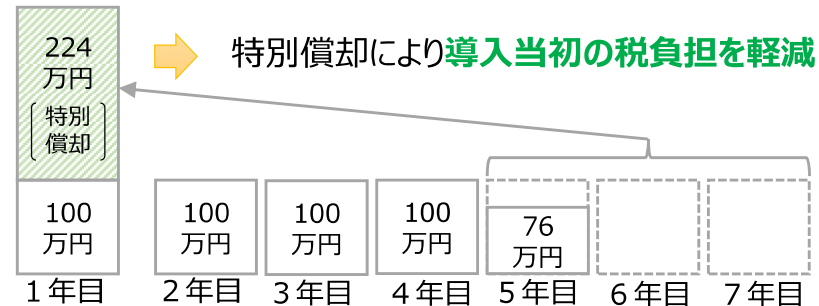 224
万円
特別
償却
特別償却により導入当初の税負担を軽減
100
万円
100
万円
100
万円
100
万円
76
万円
1年目
2年目
3年目
4年目
5年目
6年目
7年目